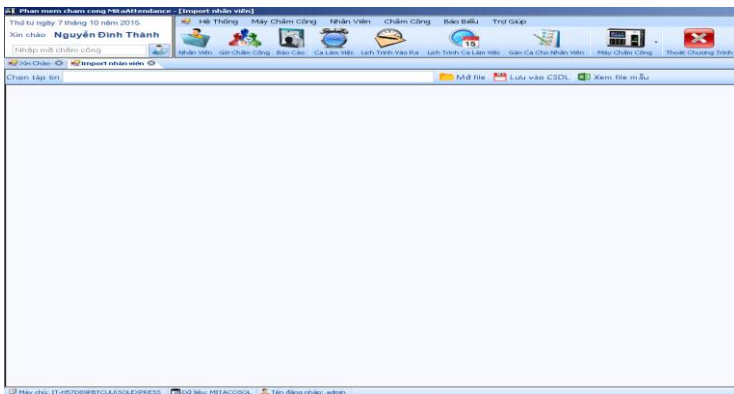 Phan mem cham cong MitaAttendance - [Import nhân viên]
Thứ tư ngày 7 tháng 10 năm 2015
Hệ Thống Máy Chấm Công Nhân Viên Chấm Công Báo Biểu Trợ Giúp
Xin chào Nguyễn Đình Thành
Nhập mã chấm công
15
Nhân Viên Giờ Chấm Công Báo Cáo Ca Làm Việc Lịch Trình Vào Ra Lịch Trình Ca Làm Việc Gán Ca Cho Nhân Viên Máy Chấm Công Thoát Chương Trình
Xin Chào Import nhân viên
Chọn tập tin Mở file Lưu vào CSDL Xem file mẫu
Máy chủ: Dữ liệu: MITACOSQL Tên đăng nhập: admin